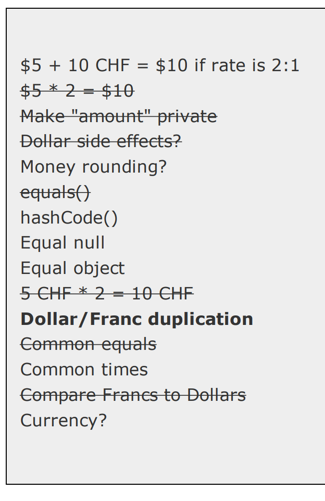 $5 + 10 CHF = $10 if rate is 2:1
$5 * 2 = $10
Make "amount" private
Dollar side effects?
Money rounding?
equals()
hashCode()
Equal null
Equal object
5 CHF * 2 = 10 CHF
Dollar/Franc duplication
Common equals
Common times
Compare Francs to Dollars
Currency?